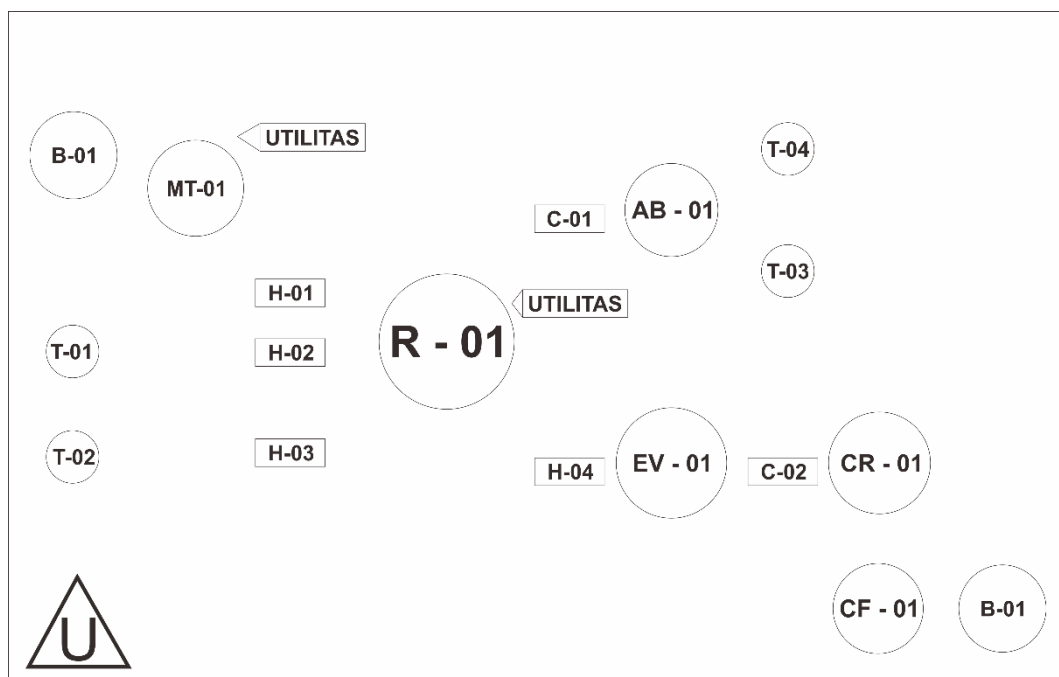 B-01
MT-01
UTILITAS
T-04
C-01
AB - 01
T-03
H-01
UTILITAS
R - 01
T-01
H-02
T-02
H-03
H-04
EV - 01
C-02
CR - 01
U
CF - 01
B-01